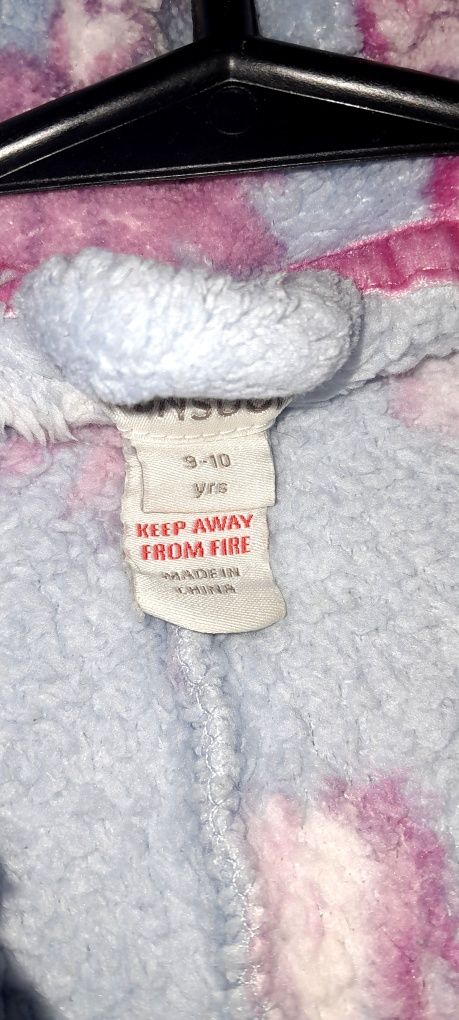 9-10
yrs
KEEP AWAY
FROM FIRE
MADE IN
CHINA